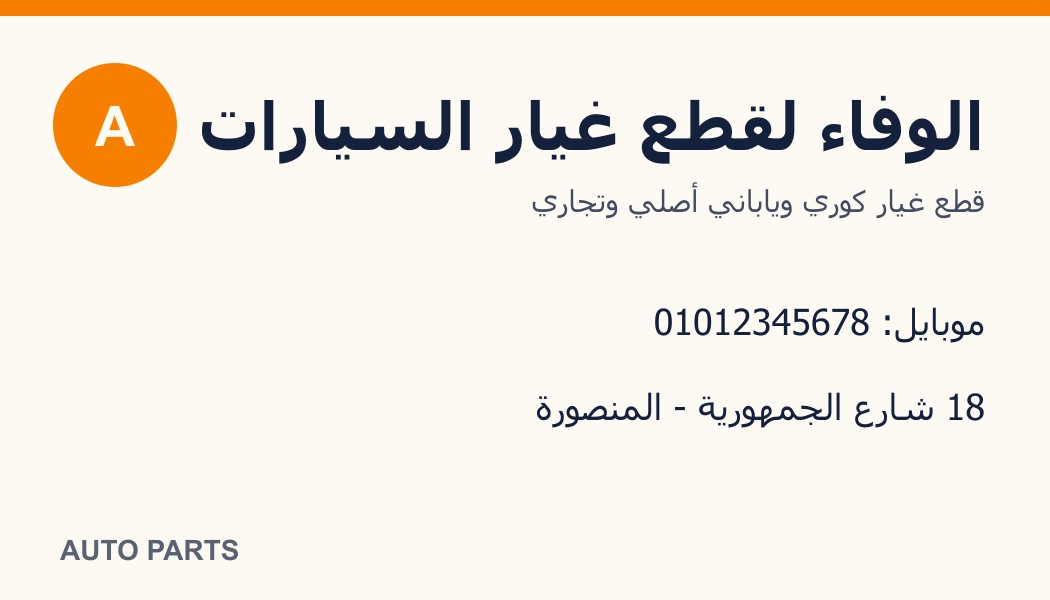 الوفاء لقطع غيار السيارات
A
قطع غيار كوري وياباني أصلي وتجاري
موبايل: 01012345678
18 شارع الجمهورية - المنصورة
AUTO PARTS